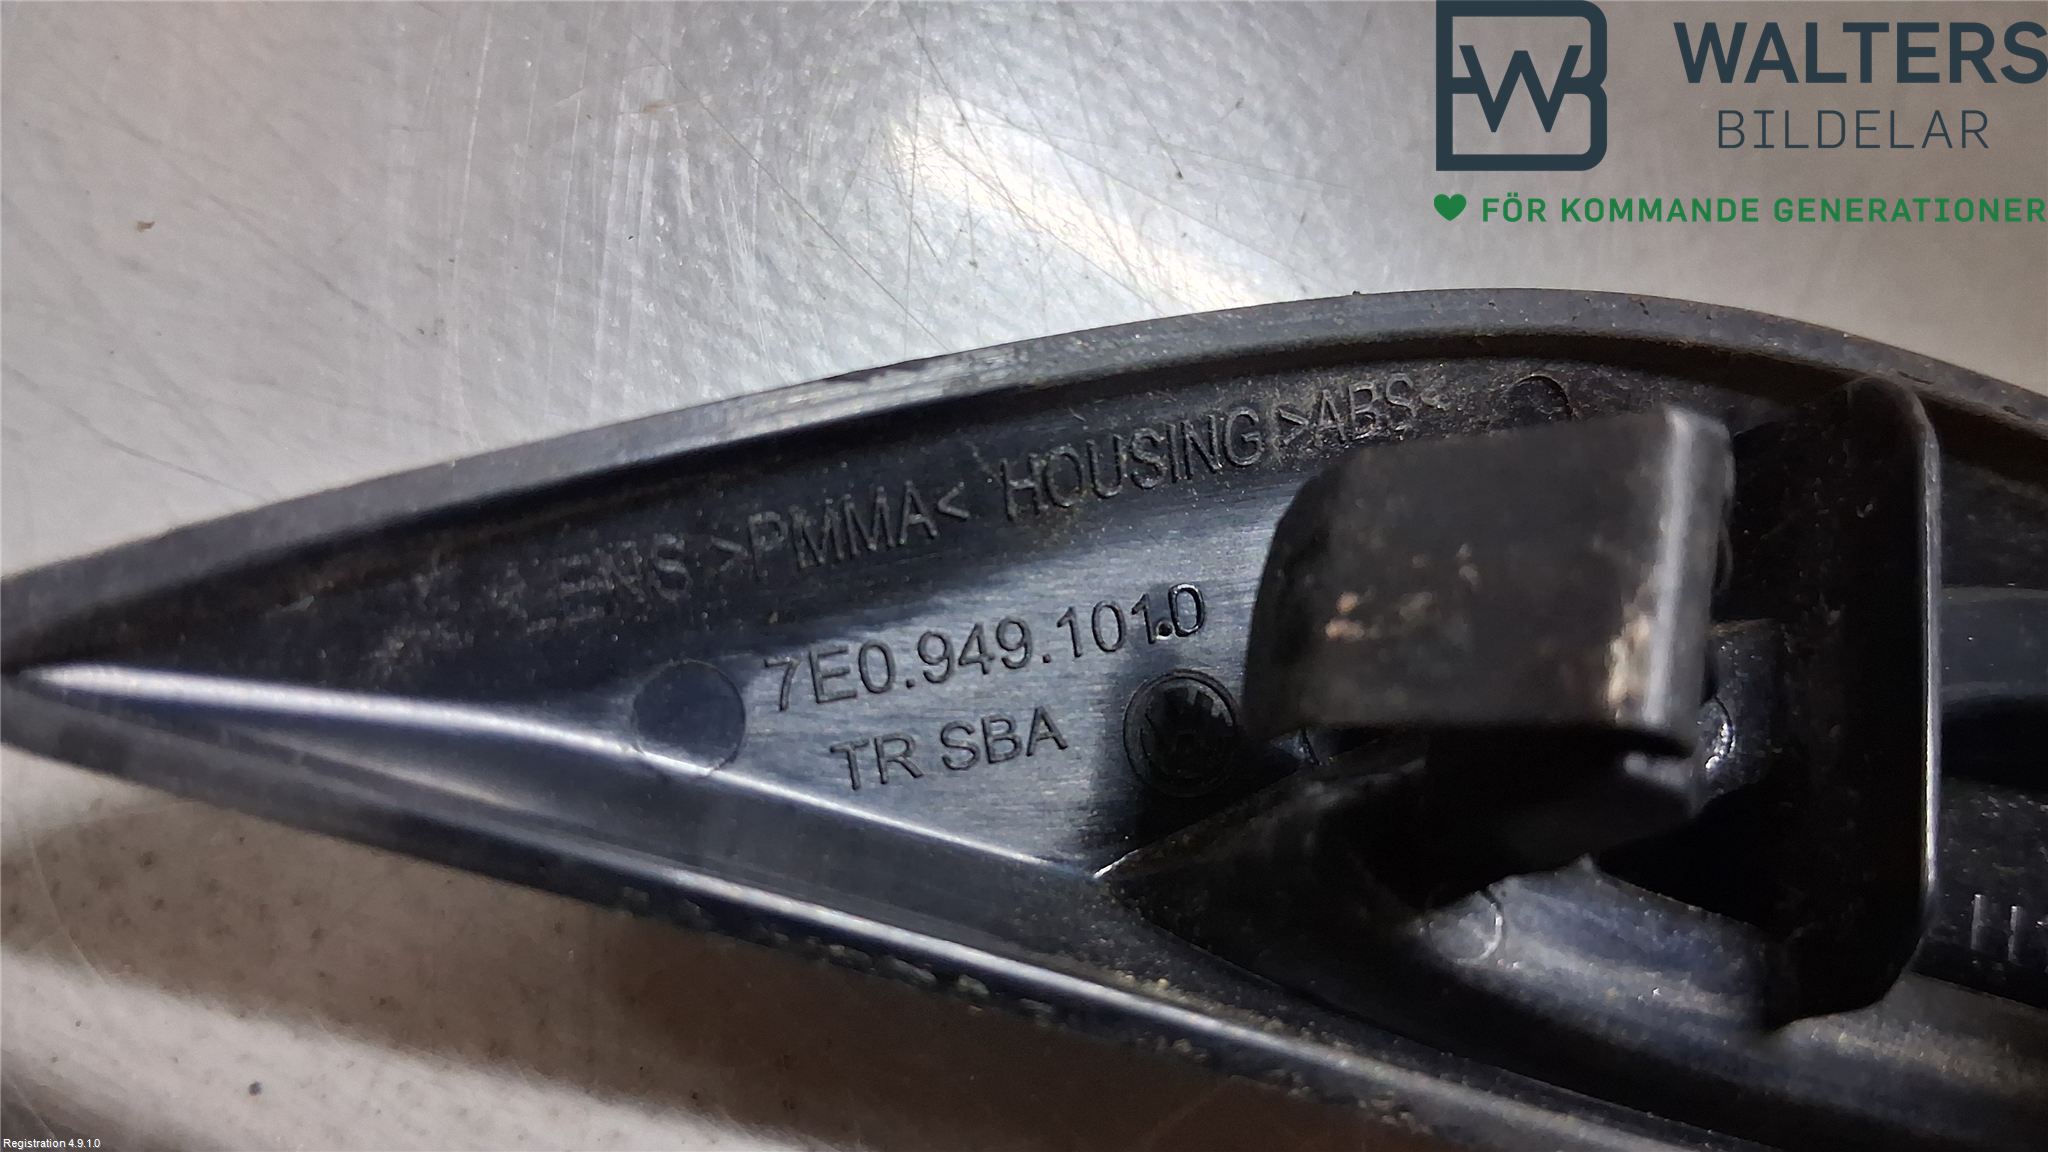 WALTERS
BILDELAR
FÖR KOMMANDE GENERATIONER
LENS >PMMA< HOUSING >ABS<
7E0.949.101.D
TR SBA
Registration 4.9.1.0